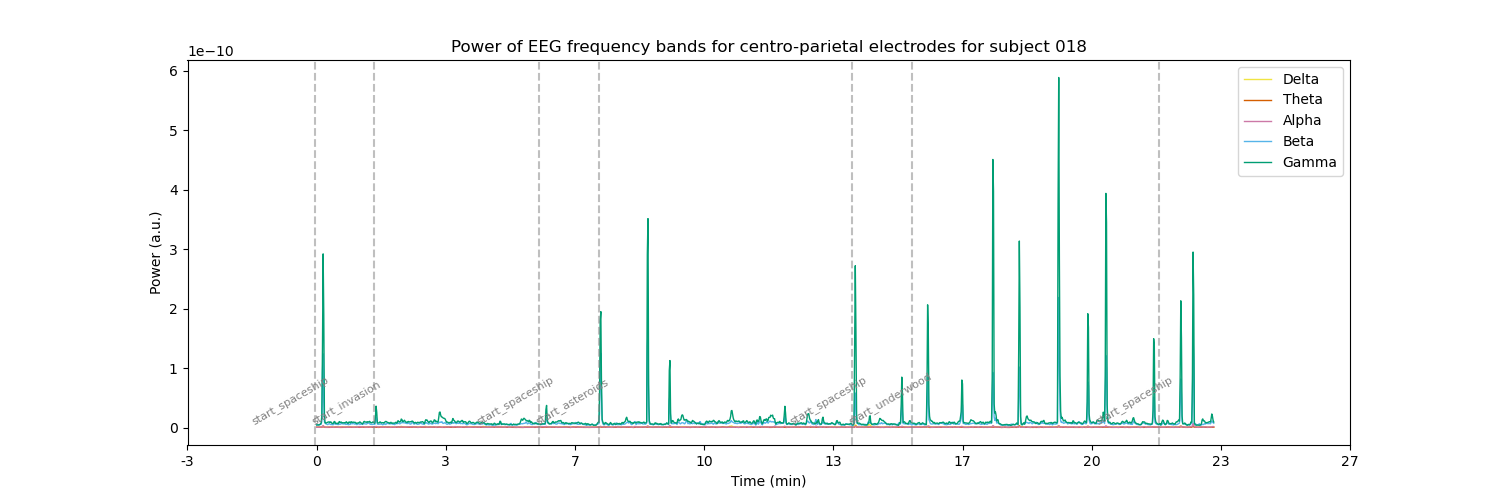 Power of EEG frequency bands for centro-parietal electrodes for subject 018
1e−10
6
5
4
3
2
1
0
Power (a.u.)
Delta
Theta
Alpha
Beta
Gamma
start_spaceship
start_invasion
start_spaceship
start_asteroids
start_spaceship
start_underwood
start_spaceship
-3
0
3
7
10
13
17
20
23
27
Time (min)